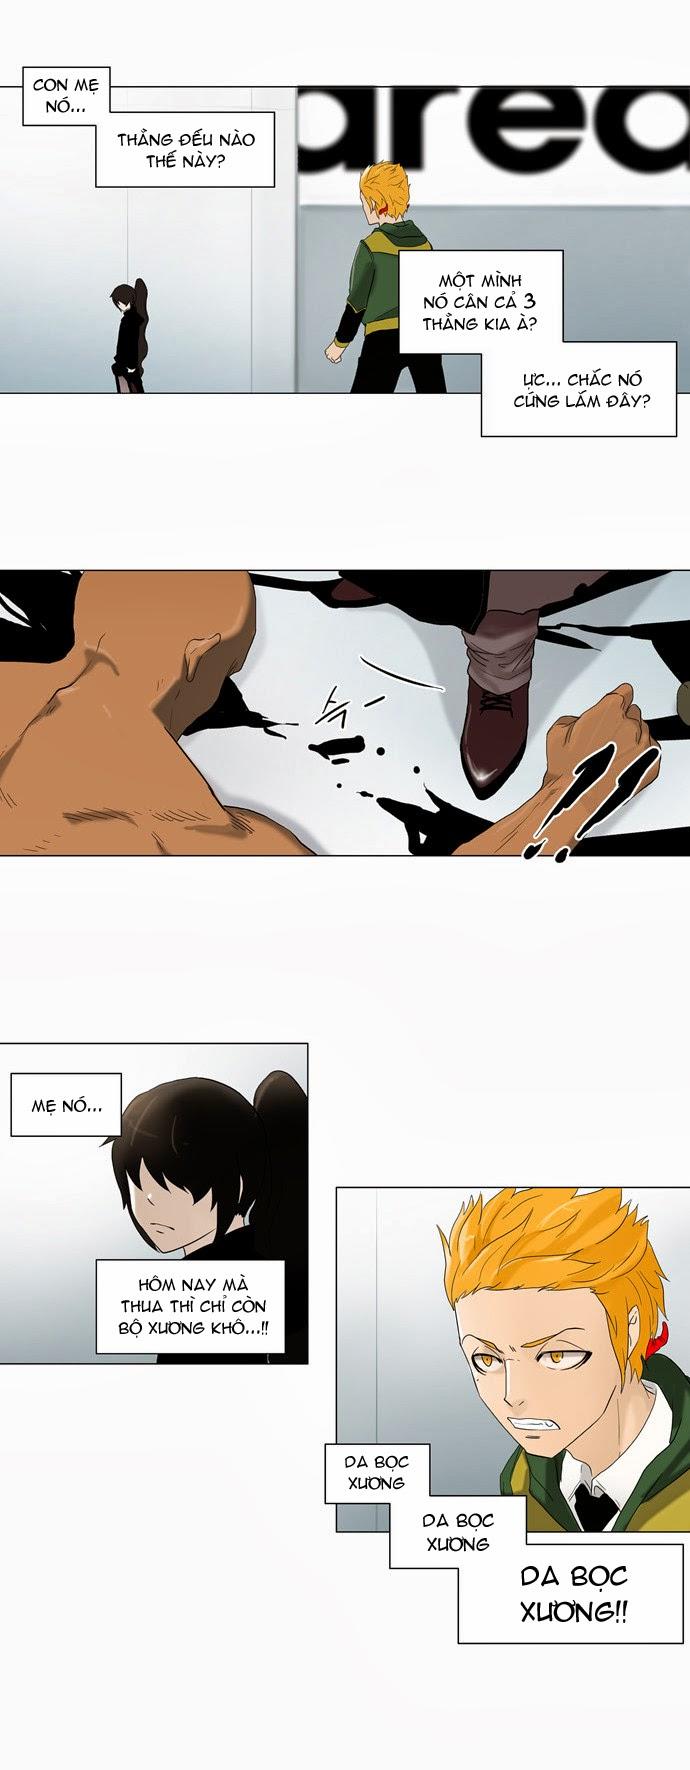 CON MẸ
NÓ...
THẰNG ĐẾU NÀO
THẾ NÀY?
area
MỘT MÌNH
NÓ CÂN CẢ 3
THẰNG KIA À?
ỰC... CHẮC NÓ
CỨNG LẮM ĐÂY?
MẸ NÓ...
HÔM NAY MÀ
THUA THÌ CHỈ CÒN
BỘ XƯƠNG KHÔ...!!
DA BỌC
XƯƠNG
DA BỌC
XƯƠNG
DA BỌC
XƯƠNG!!